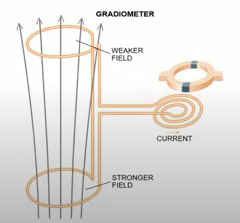 GRADIOMETER
WEAKER
FIELD
CURRENT
STRONGER
FIELD